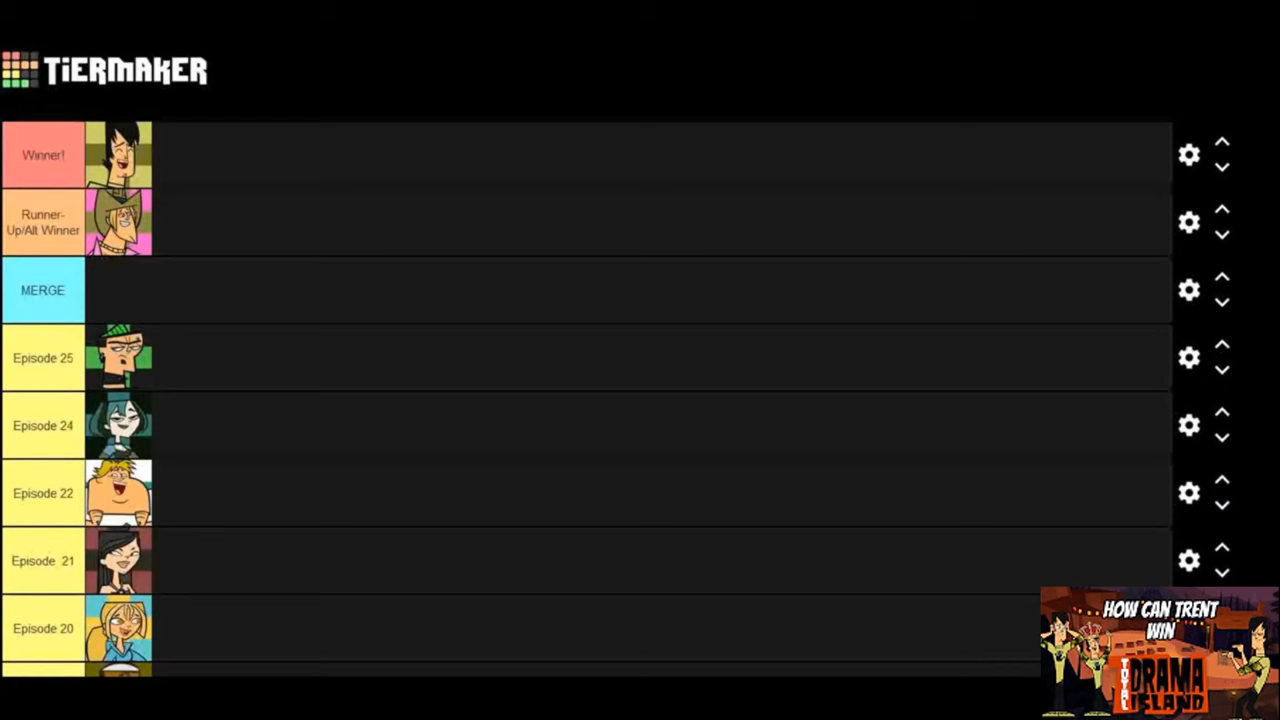 TIERMAKER
Winner!
Runner-
Up/Alt Winner
MERGE
Episode 25
Episode 24
Episode 22
Episode 21
Episode 20
HOW CAN TRENT
WIN
TOTAL
DRAMA
ISLAND